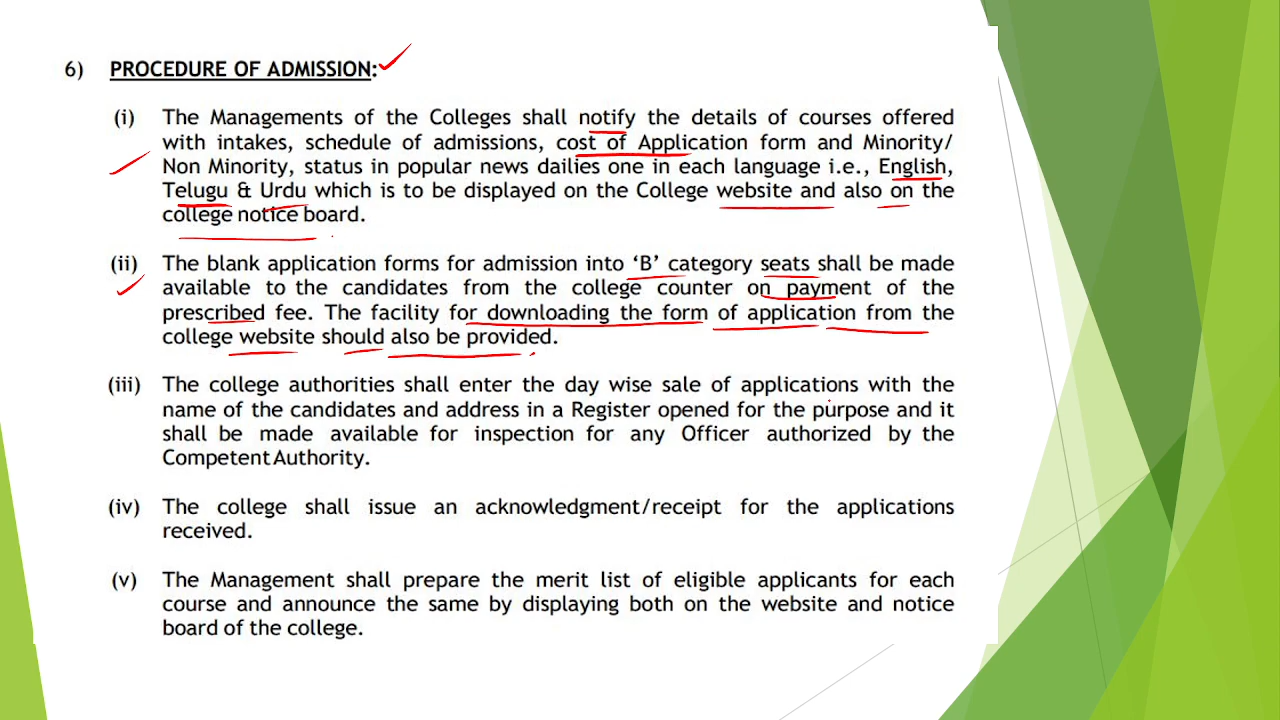 6) PROCEDURE OF ADMISSION:
(i) The Managements of the Colleges shall notify the details of courses offered
with intakes, schedule of admissions, cost of Application form and Minority/
Non Minority, status in popular news dailies one in each language i.e., English,
Telugu & Urdu which is to be displayed on the College website and also on the
college notice board.
(ii) The blank application forms for admission into ‘B’ category seats shall be made
available to the candidates from the college counter on payment of the
prescribed fee. The facility for downloading the form of application from the
college website should also be provided.
(iii) The college authorities shall enter the day wise sale of applications with the
name of the candidates and address in a Register opened for the purpose and it
shall be made available for inspection for any Officer authorized by the
Competent Authority.
(iv) The college shall issue an acknowledgment/receipt for the applications
received.
(v) The Management shall prepare the merit list of eligible applicants for each
course and announce the same by displaying both on the website and notice
board of the college.